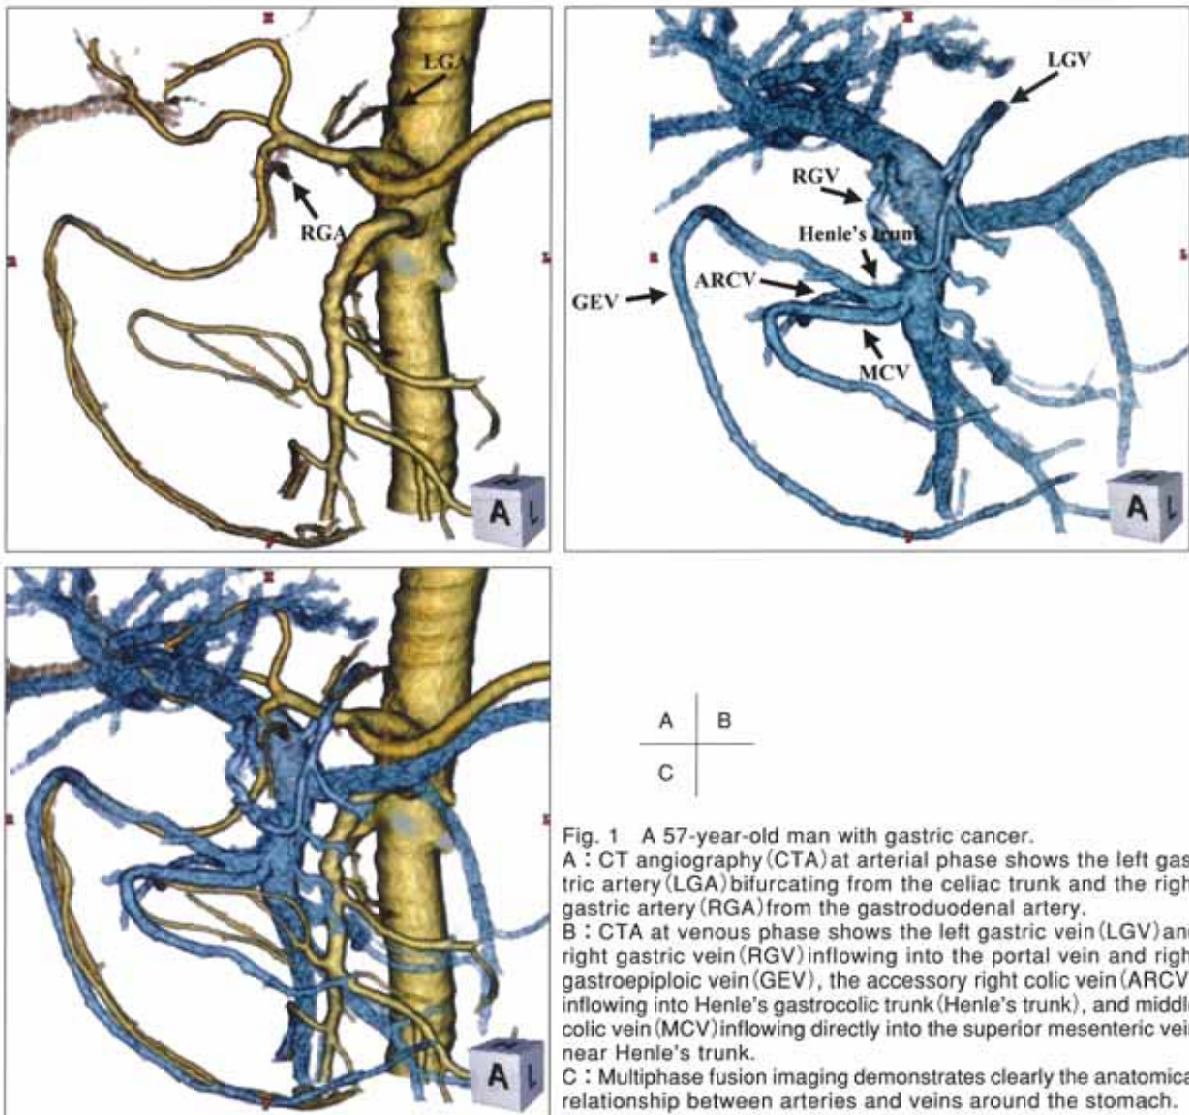 LGA
RGA
A L
LGV
RGV
Henle's trunk
ARCV
GEV
MCV
A L
A L
A B
C
Fig. 1 A 57-year-old man with gastric cancer.
A：CT angiography(CTA)at arterial phase shows the left gas
tric artery(LGA)bifurcating from the celiac trunk and the righ
gastric artery(RGA)from the gastroduodenal artery.
B：CTA at venous phase shows the left gastric vein(LGV)and
right gastric vein(RGV)inflowing into the portal vein and righ
gastroepiploic vein(GEV), the accessory right colic vein(ARCV
inflowing into Henle's gastrocolic trunk(Henle's trunk), and middl
colic vein(MCV)inflowing directly into the superior mesenteric vei
near Henle's trunk.
C：Multiphase fusion imaging demonstrates clearly the anatomica
relationship between arteries and veins around the stomach.